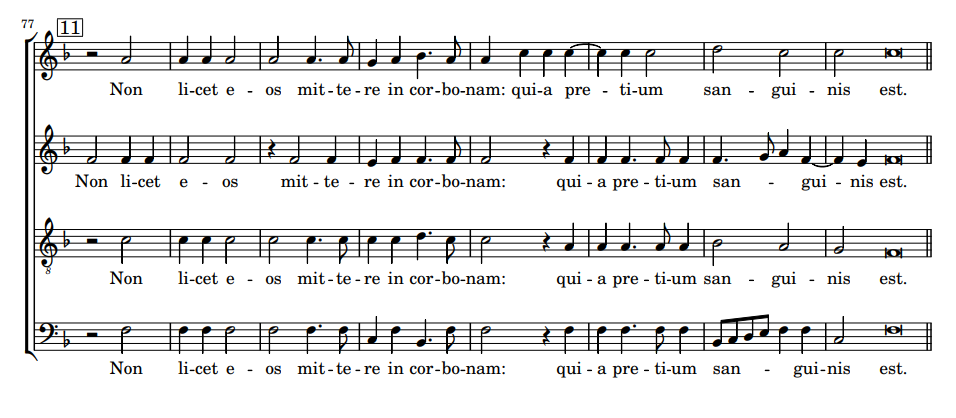 77
11
Non li-cet e - os mit-te-re in cor-bo-nam: qui-a pre - ti-um san - gui - nis est.
Non li-cet e - os mit-te-re in cor-bo-nam: qui-a pre-ti-um san - gui - nis est.
8
Non li-cet e - os mit-te-re in cor-bo-nam: qui-a pre-ti-um san - gui-nis est.
Non li-cet e - os mit-te-re in cor-bo-nam: qui-a pre-ti-um san - gui-nis est.